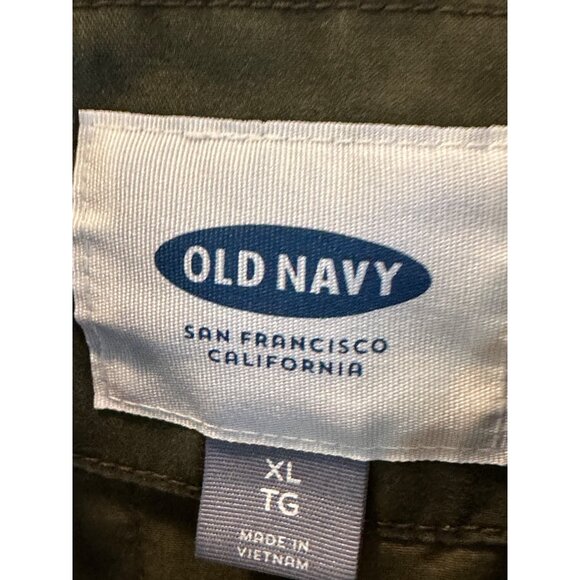 OLD NAVY
SAN FRANCISCO
CALIFORNIA
XL
TG
MADE IN
VIETNAM